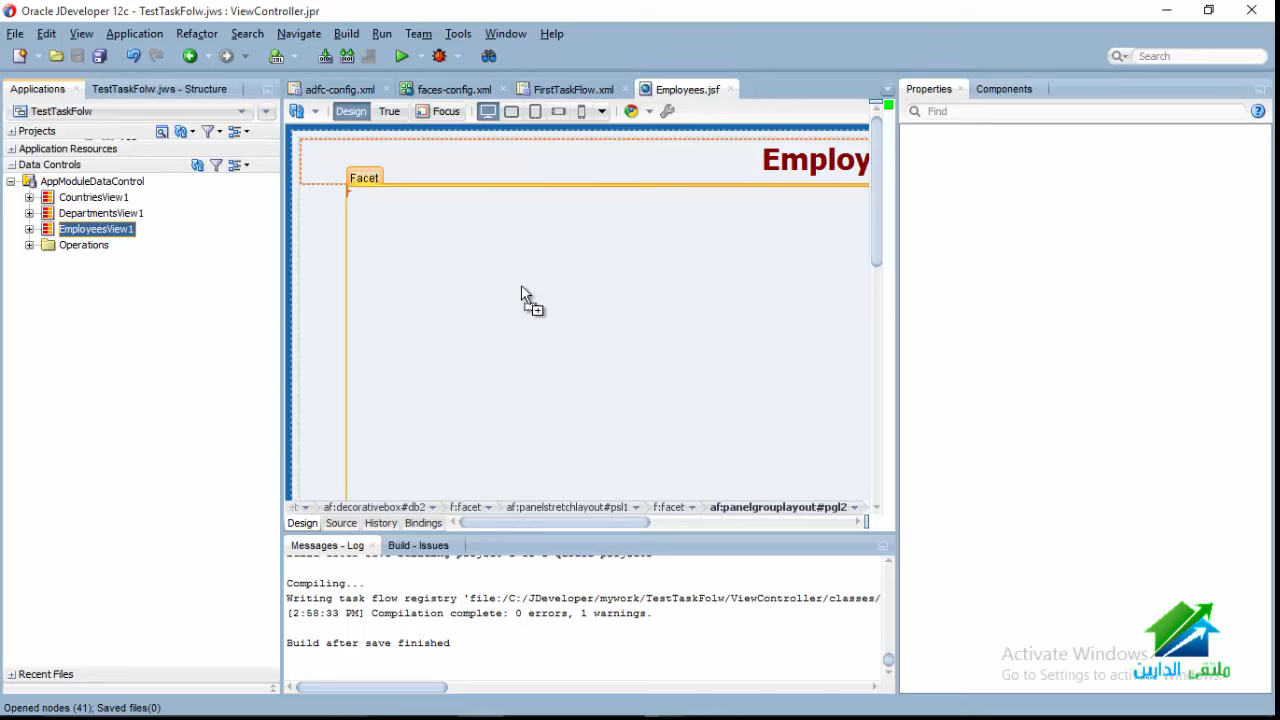 Oracle JDeveloper 12c - TestTaskFolw.jws : ViewController.jpr
File Edit View Application Refactor Search Navigate Build Run Team Tools Window Help
Search
Applications
TestTaskFolw.jws - Structure
adfc-config.xml
faces-config.xml
FirstTaskFlow.xml
Employees.jsf
Properties
Components
TestTaskFolw
Design
True
Focus
Find
Projects
Application Resources
Data Controls
AppModuleDataControl
CountriesView1
DepartmentsView1
EmployeesView1
Operations
Employ
Facet
et
af:decorativebox#db2
f:facet
af:panelstretchlayout#psl1
f:facet
af:panelgrouplayout#pgl2
Design Source History Bindings
Messages - Log
Build - Issues
Compiling...
Writing task flow registry 'file:/C:/JDeveloper/mywork/TestTaskFolw/ViewController/classes/
[2:58:33 PM] Compilation complete: 0 errors, 1 warnings.
Build after save finished
Activate Windows
Go to Settings to activ
ملتقى الدارين
Recent Files
Opened nodes (41); Saved files(0)